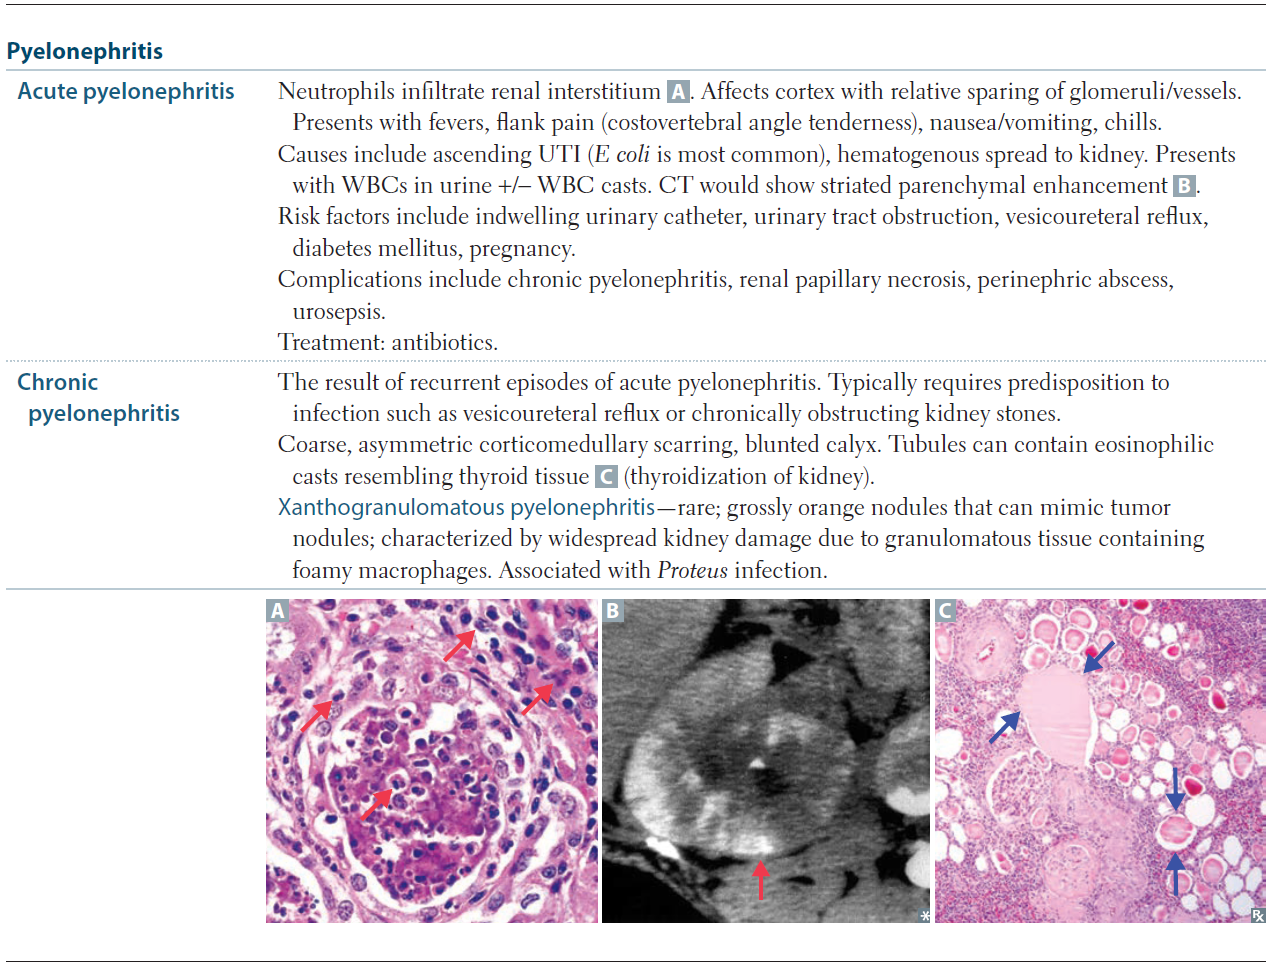 Pyelonephritis
Acute pyelonephritis
Neutrophils infiltrate renal interstitium A. Affects cortex with relative sparing of glomeruli/vessels.
Presents with fevers, flank pain (costovertebral angle tenderness), nausea/vomiting, chills.
Causes include ascending UTI (E coli is most common), hematogenous spread to kidney. Presents
with WBCs in urine +/– WBC casts. CT would show striated parenchymal enhancement B.
Risk factors include indwelling urinary catheter, urinary tract obstruction, vesicoureteral reflux,
diabetes mellitus, pregnancy.
Complications include chronic pyelonephritis, renal papillary necrosis, perinephric abscess,
urosepsis.
Treatment: antibiotics.
Chronic
pyelonephritis
The result of recurrent episodes of acute pyelonephritis. Typically requires predisposition to
infection such as vesicoureteral reflux or chronically obstructing kidney stones.
Coarse, asymmetric corticomedullary scarring, blunted calyx. Tubules can contain eosinophilic
casts resembling thyroid tissue C (thyroidization of kidney).
Xanthogranulomatous pyelonephritis—rare; grossly orange nodules that can mimic tumor
nodules; characterized by widespread kidney damage due to granulomatous tissue containing
foamy macrophages. Associated with Proteus infection.
A
B
C
*
℞